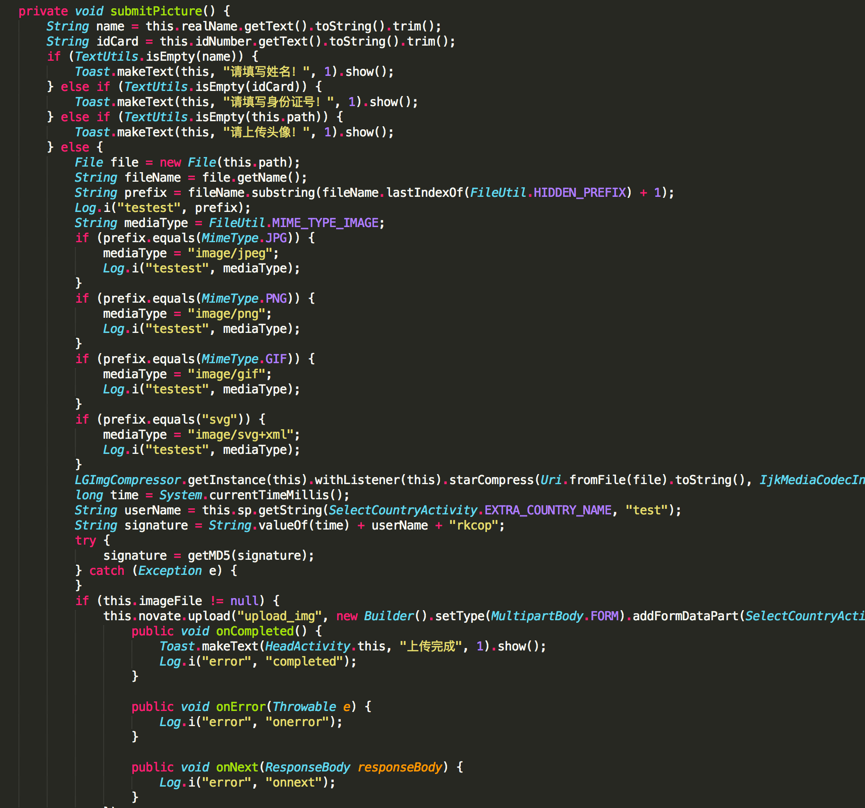 private void submitPicture() {
String name = this.realName.getText().toString().trim();
String idCard = this.idNumber.getText().toString().trim();
if (TextUtils.isEmpty(name)) {
Toast.makeText(this, "请填写姓名！", 1).show();
} else if (TextUtils.isEmpty(idCard)) {
Toast.makeText(this, "请填写身份证号！", 1).show();
} else if (TextUtils.isEmpty(this.path)) {
Toast.makeText(this, "请上传头像！", 1).show();
} else {
File file = new File(this.path);
String fileName = file.getName();
String prefix = fileName.substring(fileName.lastIndexOf(FileUtil.HIDDEN_PREFIX) + 1);
Log.i("testest", prefix);
String mediaType = FileUtil.MIME_TYPE_IMAGE;
if (prefix.equals(MimeType.JPG)) {
mediaType = "image/jpeg";
Log.i("testest", mediaType);
}
if (prefix.equals(MimeType.PNG)) {
mediaType = "image/png";
Log.i("testest", mediaType);
}
if (prefix.equals(MimeType.GIF)) {
mediaType = "image/gif";
Log.i("testest", mediaType);
}
if (prefix.equals("svg")) {
mediaType = "image/svg+xml";
Log.i("testest", mediaType);
}
LGImgCompressor.getInstance(this).withListener(this).starCompress(Uri.fromFile(file).toString(), IjkMediaCodecIn
long time = System.currentTimeMillis();
String userName = this.sp.getString(SelectCountryActivity.EXTRA_COUNTRY_NAME, "test");
String signature = String.valueOf(time) + userName + "rkcop";
try {
signature = getMD5(signature);
} catch (Exception e) {
}
if (this.imageFile != null) {
this.novate.upload("upload_img", new Builder().setType(MultipartBody.FORM).addFormDataPart(SelectCountryActi
public void onCompleted() {
Toast.makeText(HeadActivity.this, "上传完成", 1).show();
Log.i("error", "completed");
}
public void onError(Throwable e) {
Log.i("error", "onerror");
}
public void onNext(ResponseBody responseBody) {
Log.i("error", "onnext");
}